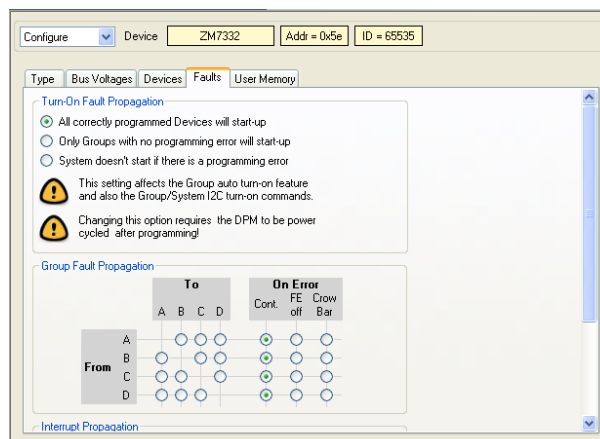 Configure Device ZM7332 Addr = 0x5e ID = 65535
Type Bus Voltages Devices Faults User Memory
Turn-On Fault Propagation
All correctly programmed Devices will start-up
Only Groups with no programming error will start-up
System doesn't start if there is a programming error
This setting affects the Group auto turn-on feature
and also the Group/System I2C turn-on commands.
Changing this option requires the DPM to be power
cycled after programming!
Group Fault Propagation
To On Error
A B C D Cont. FE off Crow Bar
From
A
B
C
D
Interrupt Propagation